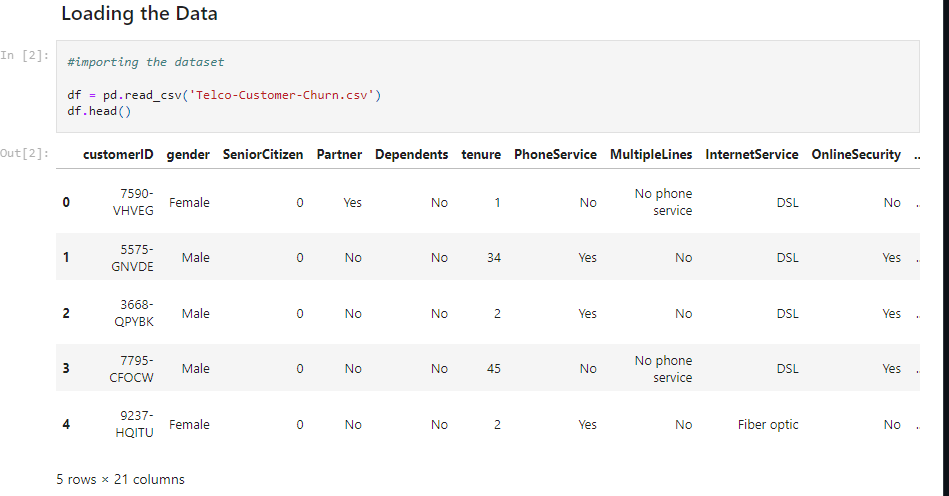 Loading the Data
In [2]:
#importing the dataset
df = pd.read_csv('Telco-Customer-Churn.csv')
df.head()
Out[2]:
customerID gender SeniorCitizen Partner Dependents tenure PhoneService MultipleLines InternetService OnlineSecurity ..
0 7590-VHVEG Female 0 Yes No 1 No No phone service DSL No ..
1 5575-GNVDE Male 0 No No 34 Yes No DSL Yes ..
2 3668-QPYBK Male 0 No No 2 Yes No DSL Yes ..
3 7795-CFOCW Male 0 No No 45 No No phone service DSL Yes ..
4 9237-HQITU Female 0 No No 2 Yes No Fiber optic No ..
5 rows × 21 columns